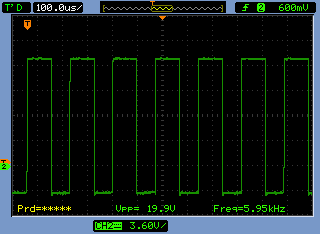 T'D 100.0us/ 2 600mV
T
T
2
Prd=***** Vpp= 19.9V Freq=5.95kHz
CH2 3.60V/